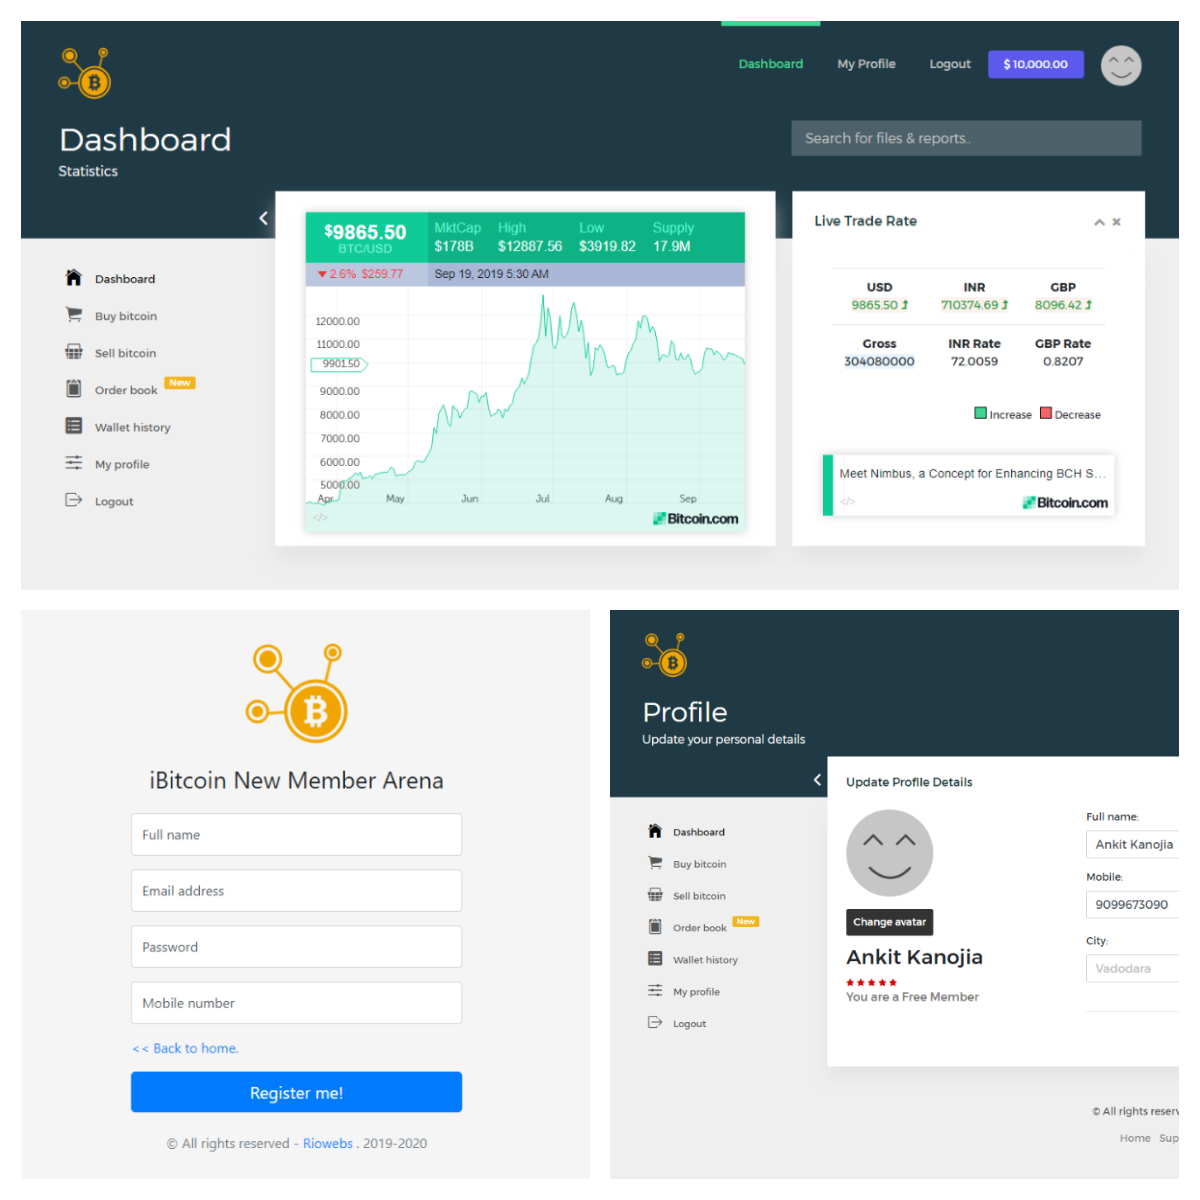 Dashboard My Profile Logout $ 10,000.00
Dashboard
Statistics
Search for files & reports..
Dashboard
Buy bitcoin
Sell bitcoin
Order book New
Wallet history
My profile
Logout
$9865.50
BTC/USD
MktCap High Low Supply
$178B $12887.56 $3919.82 17.9M
▼ 2.6% $259.77 Sep 19, 2019 5:30 AM
12000.00
11000.00
9901.50
9000.00
8000.00
7000.00
6000.00
5000.00
Apr May Jun Jul Aug Sep
</> Bitcoin.com
Live Trade Rate
USD INR GBP
9865.50 710374.69 8096.42
Gross INR Rate GBP Rate
304080000 72.0059 0.8207
Increase Decrease
Meet Nimbus, a Concept for Enhancing BCH S...
</> Bitcoin.com
iBitcoin New Member Arena
Full name
Email address
Password
Mobile number
<< Back to home.
Register me!
© All rights reserved - Riowebs . 2019-2020
Profile
Update your personal details
Dashboard
Buy bitcoin
Sell bitcoin
Order book New
Wallet history
My profile
Logout
Update Profile Details
Change avatar
Ankit Kanojia
You are a Free Member
Full name:
Ankit Kanojia
Mobile:
9099673090
City:
Vadodara
© All rights reserv
Home Sup